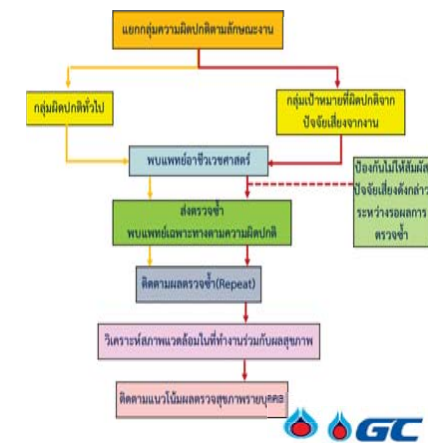 แยกกลุ่มความผิดปกติตามลักษณะงาน
กลุ่มผิดปกติทั่วไป
กลุ่มเป้าหมายที่ผิดปกติจาก
ปัจจัยเสี่ยงจากงาน
พบแพทย์อาชีวเวชศาสตร์
ป้องกันไม่ให้สัมผัส
ปัจจัยเสี่ยงดังกล่าว
ระหว่างรอผลการ
ตรวจซ้ำ
ส่งตรวจซ้ำ
พบแพทย์เฉพาะทางตามความผิดปกติ
ติดตามผลตรวจซ้ำ(Repeat)
วิเคราะห์สภาพแวดล้อมในที่ทำงานร่วมกับผลสุขภาพ
ติดตามแนวโน้มผลตรวจสุขภาพรายบุคคล
GC